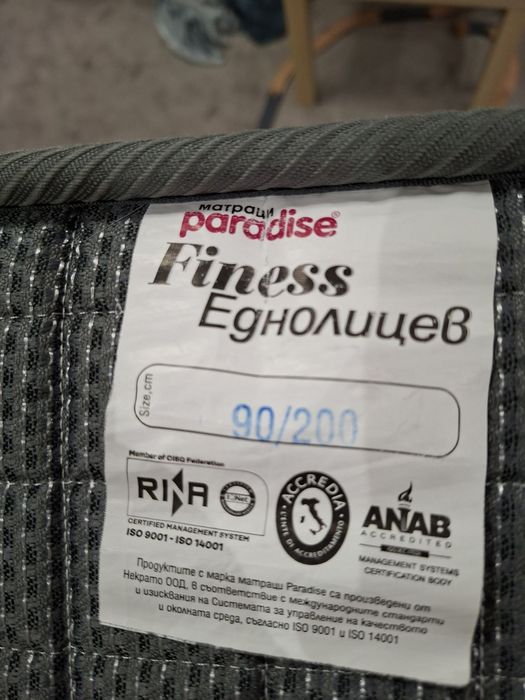 матраци
paradise®
Finess
Еднолицев
Size, cm
90/200
Member of CISQ Federation
RINA
CERTIFIED MANAGEMENT SYSTEM
ISO 9001 - ISO 14001
ACCREDIA
L'ENTE DI ACCREDITAMENTO
ANAB
ACCREDITED
MANAGEMENT SYSTEMS
CERTIFICATION BODY
Продуктите с марка матраци Paradise са произведени от
Некрато ООД, в съответствие с международните стандарти
и изисквания на Системата за управление на качеството
и околната среда, съгласно ISO 9001 и ISO 14001